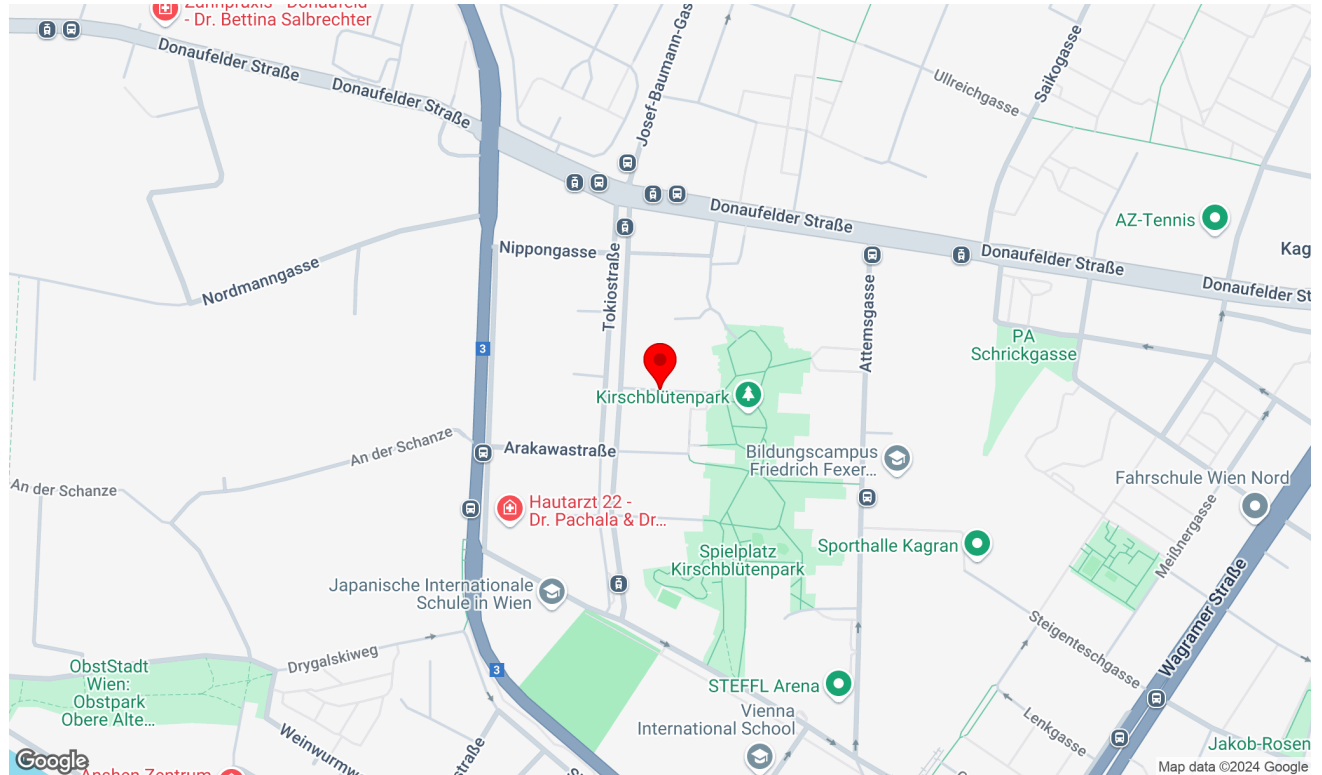 Zahnpraxis - Donaufeld
- Dr. Bettina Salbrechter
Donaufelder Straße
Donaufelder Straße
Josef-Baumann-Gas
Ullreichgasse
Saikogasse
Donaufelder Straße
AZ-Tennis
Kag
Donaufelder Straße
Donaufelder St
Nippongasse
Nordmanngasse
Tokiostraße
Attemsgasse
PA
Schrickgasse
3
Kirschblütenpark
An der Schanze
Arakawastraße
Bildungscampus
Friedrich Fexer...
An der Schanze
Fahrschule Wien Nord
Hautarzt 22 -
Dr. Pachala & Dr...
Meißnergasse
Sporthalle Kagran
Spielplatz
Kirschblütenpark
Japanische Internationale
Schule in Wien
Wagramer Straße
Steigenteschgasse
Drygalskiweg
3
ObstStadt
Wien:
Obstpark
Obere Alte...
STEFFL Arena
Vienna
International School
Lenkgasse
Weinwurmw
straße
Jakob-Rosen
Google
Map data ©2024 Google